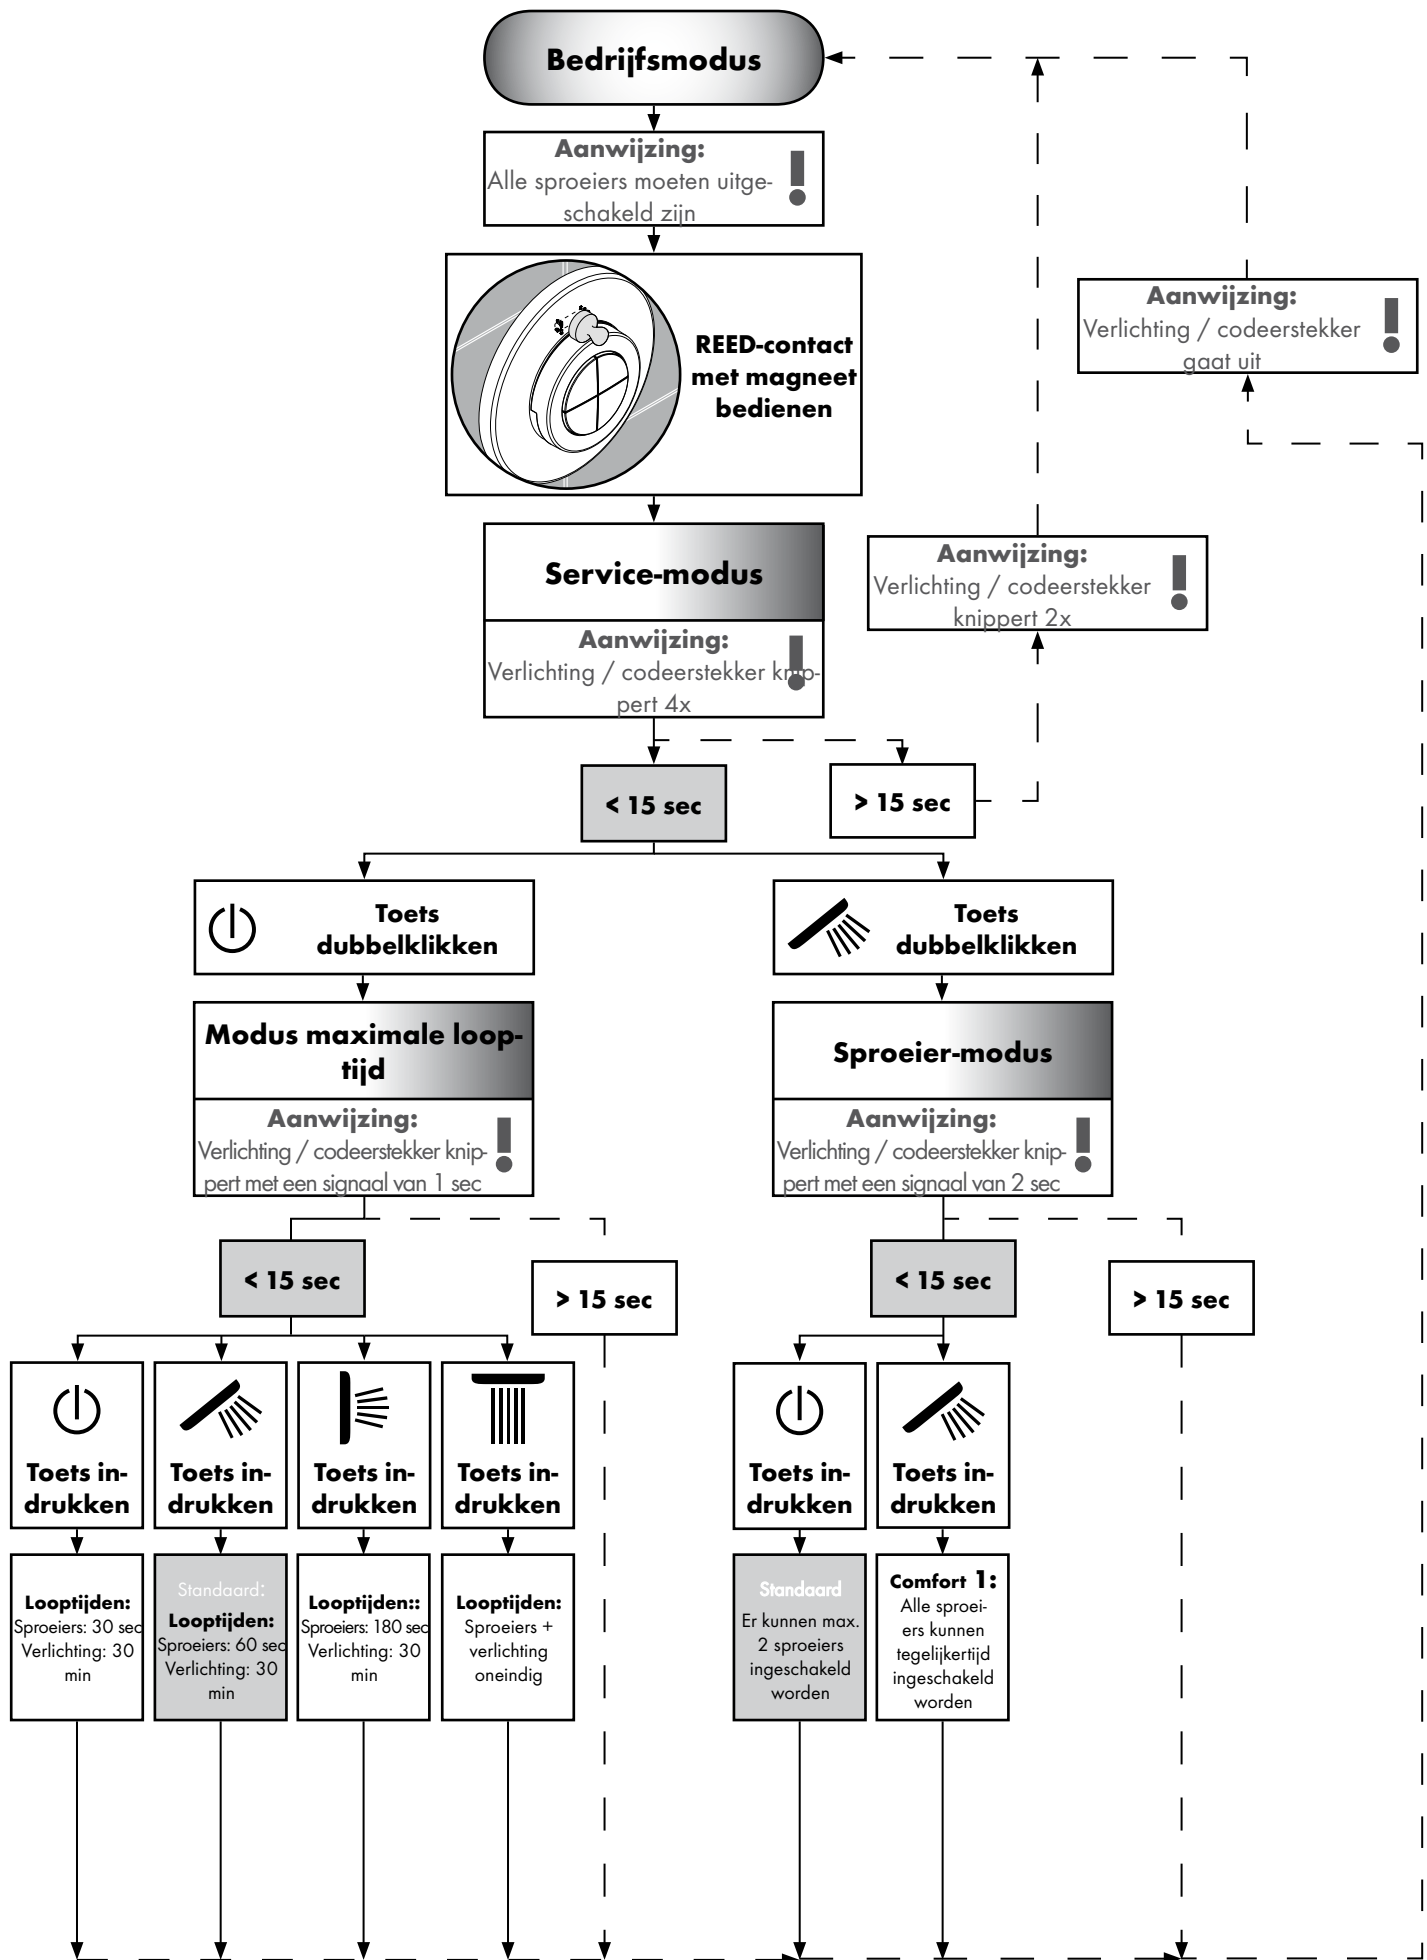 Bedrijfsmodus
Aanwijzing:
Alle sproeiers moeten uitge-
schakeld zijn
REED-contact
met magneet
bedienen
Aanwijzing:
Verlichting / codeerstekker
gaat uit
Service-modus
Aanwijzing:
Verlichting / codeerstekker knip-
pert 4x
Aanwijzing:
Verlichting / codeerstekker
knippert 2x
< 15 sec
> 15 sec
Toets
dubbelklikken
Toets
dubbelklikken
Modus maximale loop-
tijd
Aanwijzing:
Verlichting / codeerstekker knip-
pert met een signaal van 1 sec
Sproeier-modus
Aanwijzing:
Verlichting / codeerstekker knip-
pert met een signaal van 2 sec
< 15 sec
> 15 sec
< 15 sec
> 15 sec
Toets in-
drukken
Toets in-
drukken
Toets in-
drukken
Toets in-
drukken
Toets in-
drukken
Toets in-
drukken
Looptijden:
Sproeiers: 30 sec
Verlichting: 30
min
Standaard:
Looptijden:
Sproeiers: 60 sec
Verlichting: 30
min
Looptijden::
Sproeiers: 180 sec
Verlichting: 30
min
Looptijden:
Sproeiers +
verlichting
oneindig
Standaard
Er kunnen max.
2 sproeiers
ingeschakeld
worden
Comfort 1:
Alle sproei-
ers kunnen
tegelijkertijd
ingeschakeld
worden